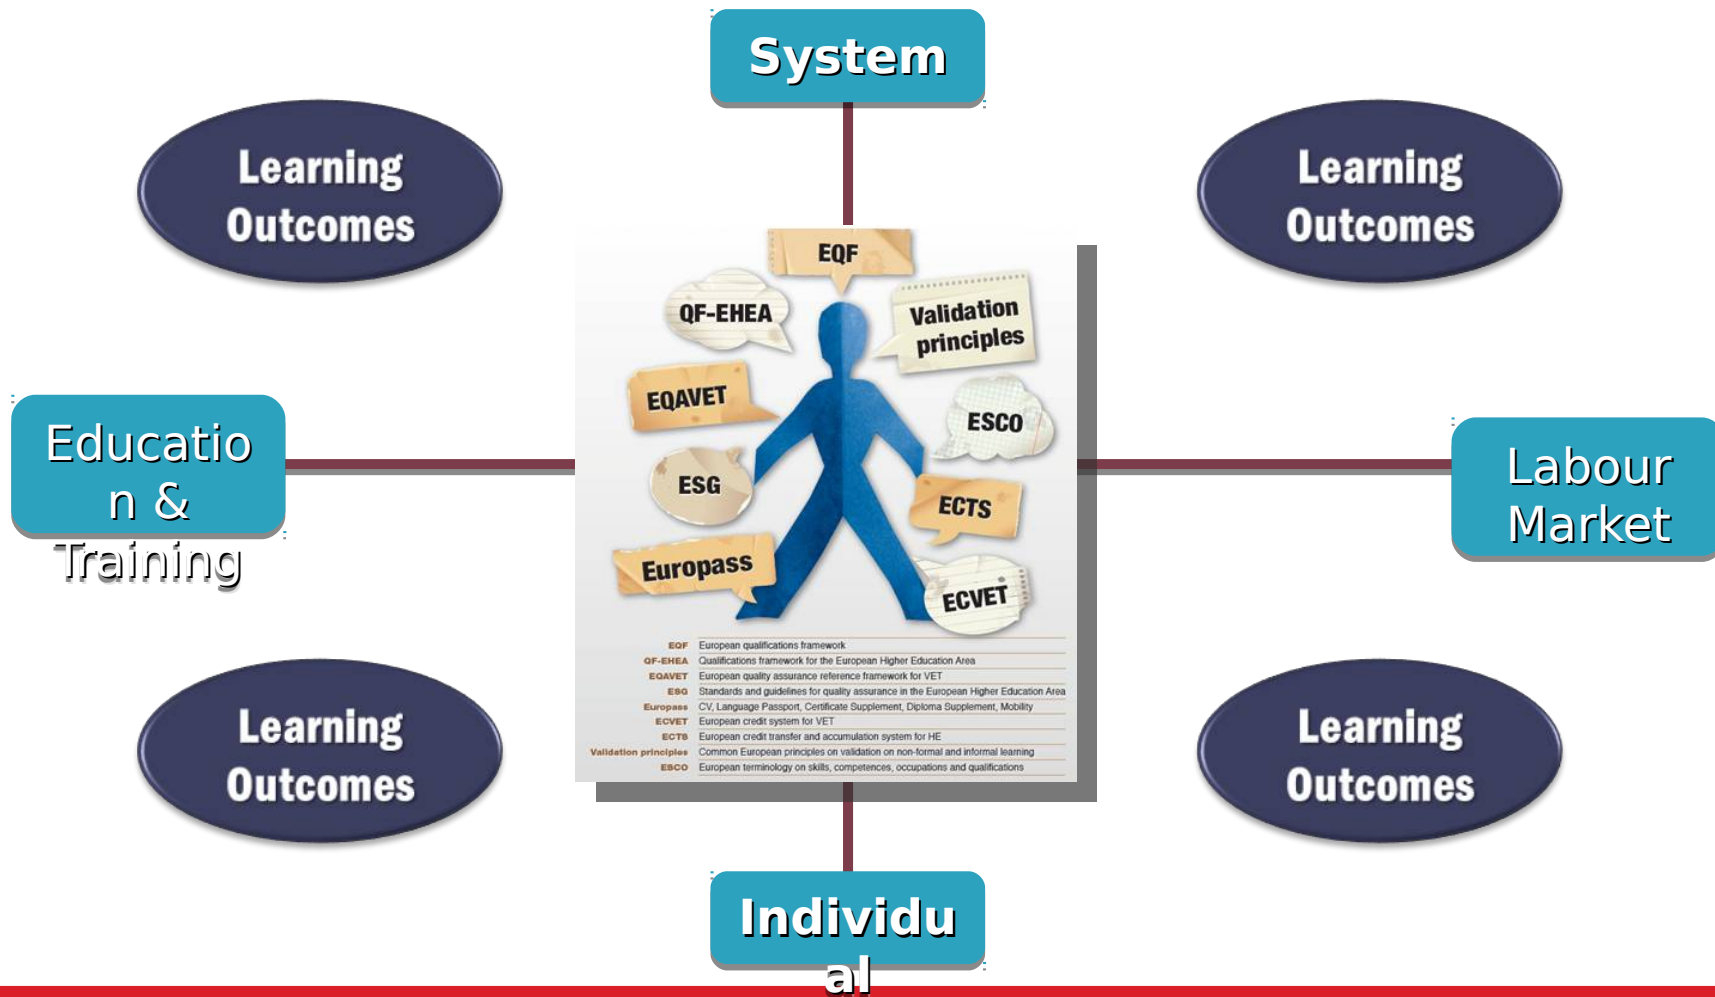 System
Learning
Outcomes
Learning
Outcomes
EQF
QF-EHEA
Validation
principles
EQAVET
ESCO
Educatio
n &
Training
Labour
Market
ESG
ECTS
Europass
ECVET
EQF European qualifications framework
QF-EHEA Qualifications framework for the European Higher Education Area
EQAVET European quality assurance reference framework for VET
ESG Standards and guidelines for quality assurance in the European Higher Education Area
Europass CV, Language Passport, Certificate Supplement, Diploma Supplement, Mobility
ECVET European credit system for VET
ECTS European credit transfer and accumulation system for HE
Validation principles Common European principles on validation on non-formal and informal learning
ESCO European terminology on skills, competences, occupations and qualifications
Learning
Outcomes
Learning
Outcomes
Individu
al